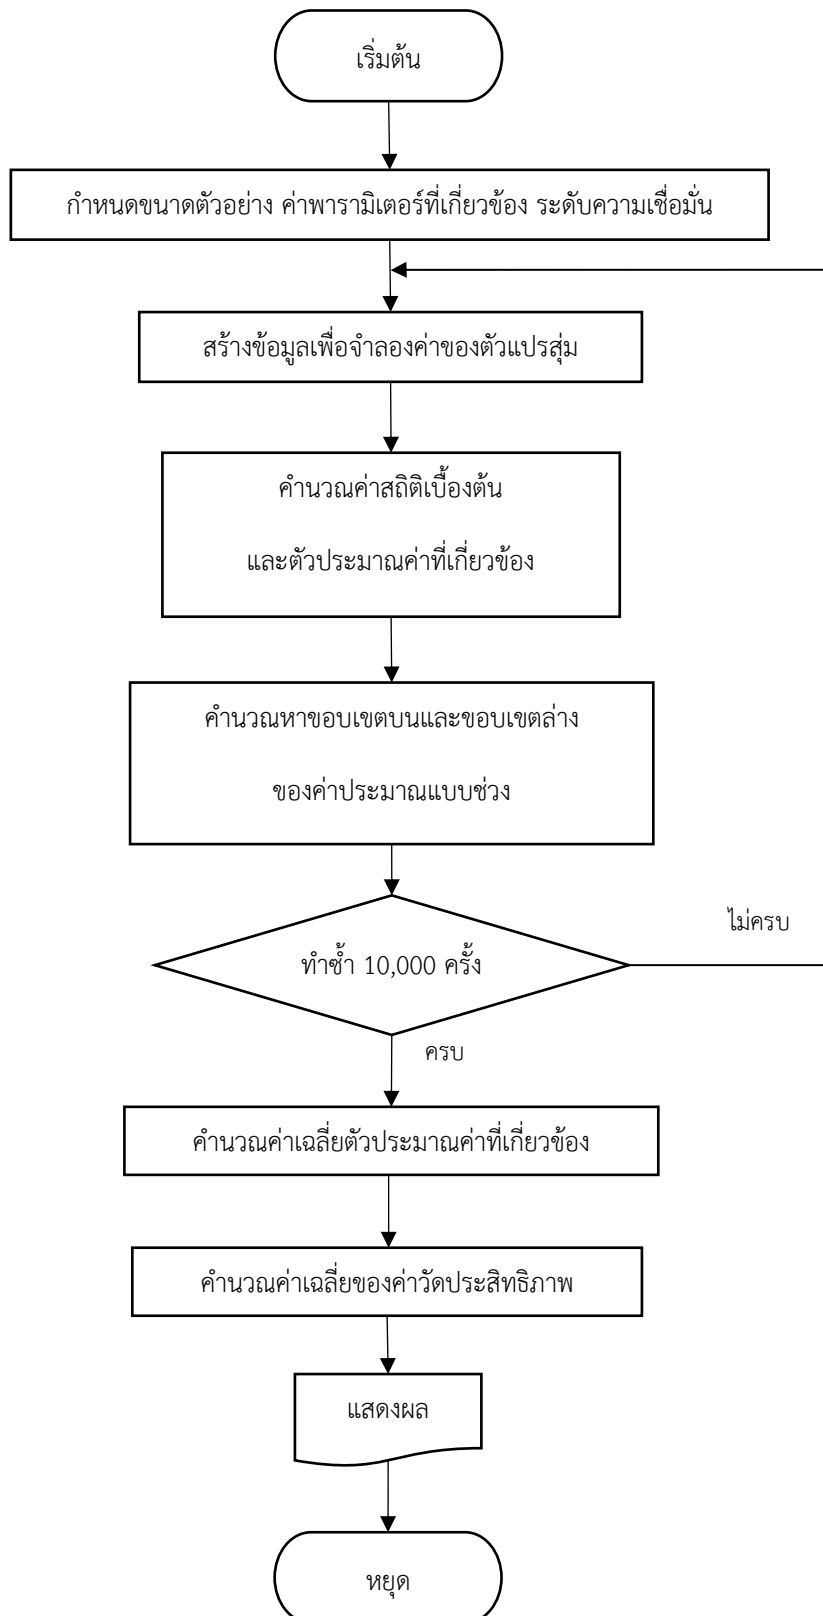 เริ่มต้น
กำหนดขนาดตัวอย่าง ค่าพารามิเตอร์ที่เกี่ยวข้อง ระดับความเชื่อมั่น
สร้างข้อมูลเพื่อจำลองค่าของตัวแปรสุ่ม
คำนวณค่าสถิติเบื้องต้น
และตัวประมาณค่าที่เกี่ยวข้อง
คำนวณหาขอบเขตบนและขอบเขตล่าง
ของค่าประมาณแบบช่วง
ไม่ครบ
ทำซ้ำ 10,000 ครั้ง
ครบ
คำนวณค่าเฉลี่ยตัวประมาณค่าที่เกี่ยวข้อง
คำนวณค่าเฉลี่ยของค่าวัดประสิทธิภาพ
แสดงผล
หยุด